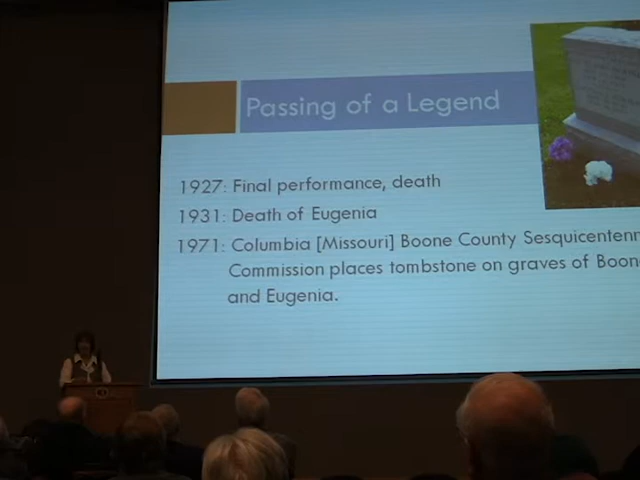 Passing of a Legend
1927: Final performance, death
1931: Death of Eugenia
1971: Columbia [Missouri] Boone County Sesquicentenn
Commission places tombstone on graves of Boon
and Eugenia.